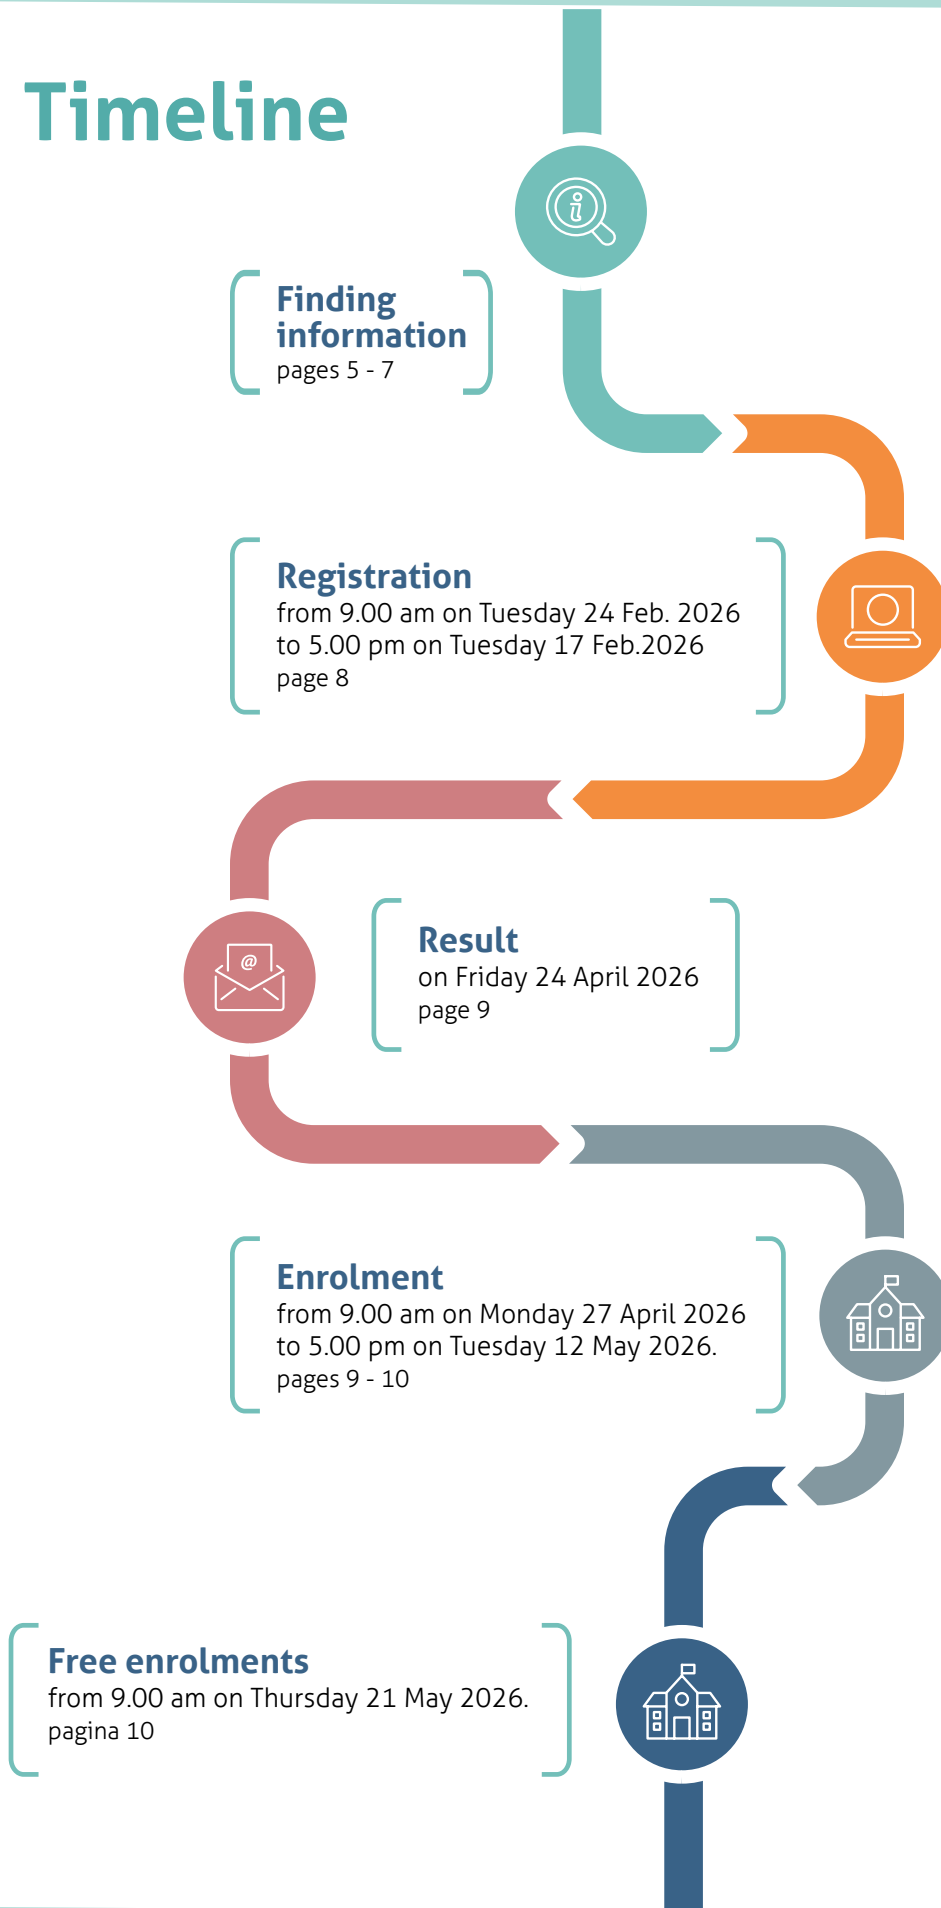 Timeline
i
Finding
information
pages 5 - 7
Registration
from 9.00 am on Tuesday 24 Feb. 2026
to 5.00 pm on Tuesday 17 Feb.2026
page 8
@
Result
on Friday 24 April 2026
page 9
Enrolment
from 9.00 am on Monday 27 April 2026
to 5.00 pm on Tuesday 12 May 2026.
pages 9 - 10
Free enrolments
from 9.00 am on Thursday 21 May 2026.
pagina 10